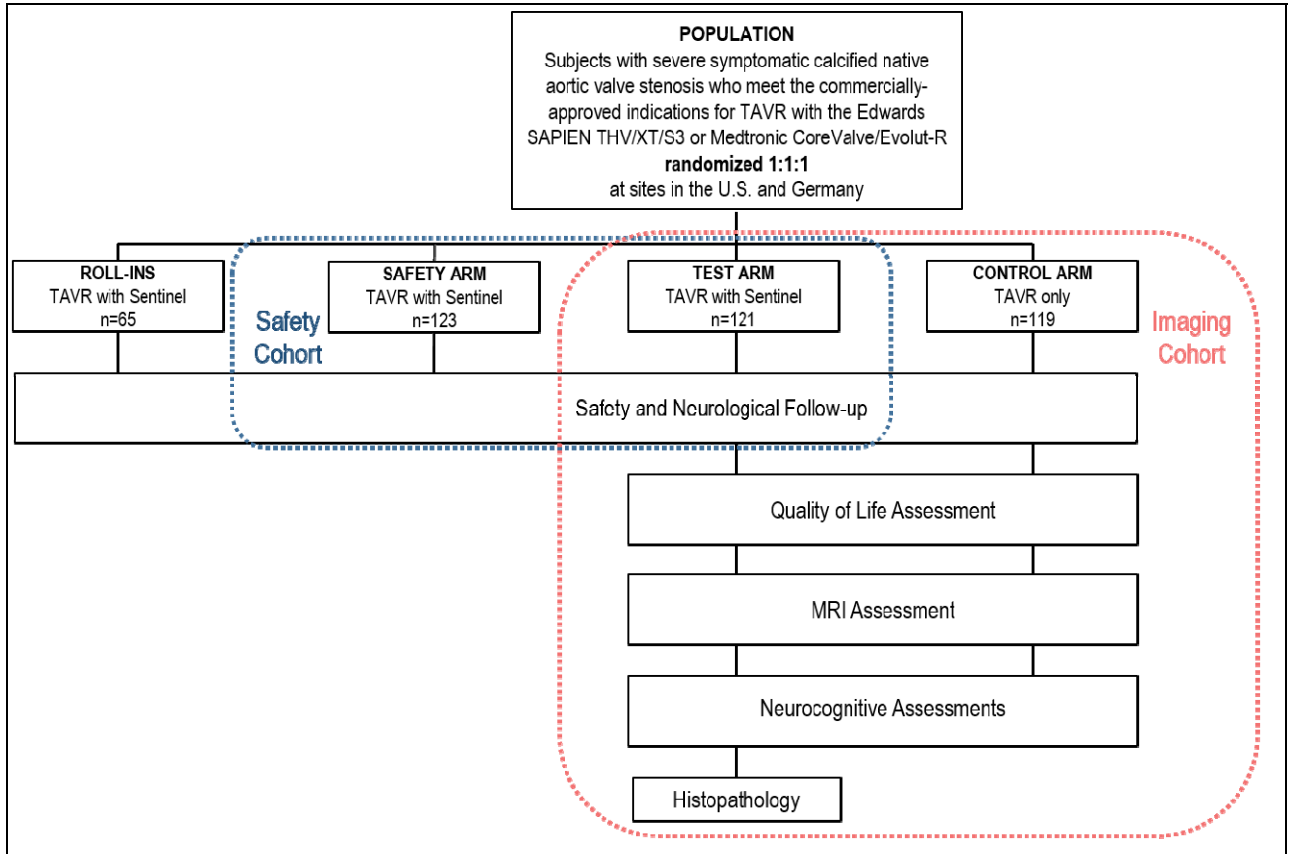 POPULATION
Subjects with severe symptomatic calcified native
aortic valve stenosis who meet the commercially-
approved indications for TAVR with the Edwards
SAPIEN THV/XT/S3 or Medtronic CoreValve/Evolut-R
randomized 1:1:1
at sites in the U.S. and Germany
ROLL-INS
TAVR with Sentinel
n=65
SAFETY ARM
TAVR with Sentinel
n=123
TEST ARM
TAVR with Sentinel
n=121
CONTROL ARM
TAVR only
n=119
Safety
Cohort
Imaging
Cohort
Safety and Neurological Follow-up
Quality of Life Assessment
MRI Assessment
Neurocognitive Assessments
Histopathology